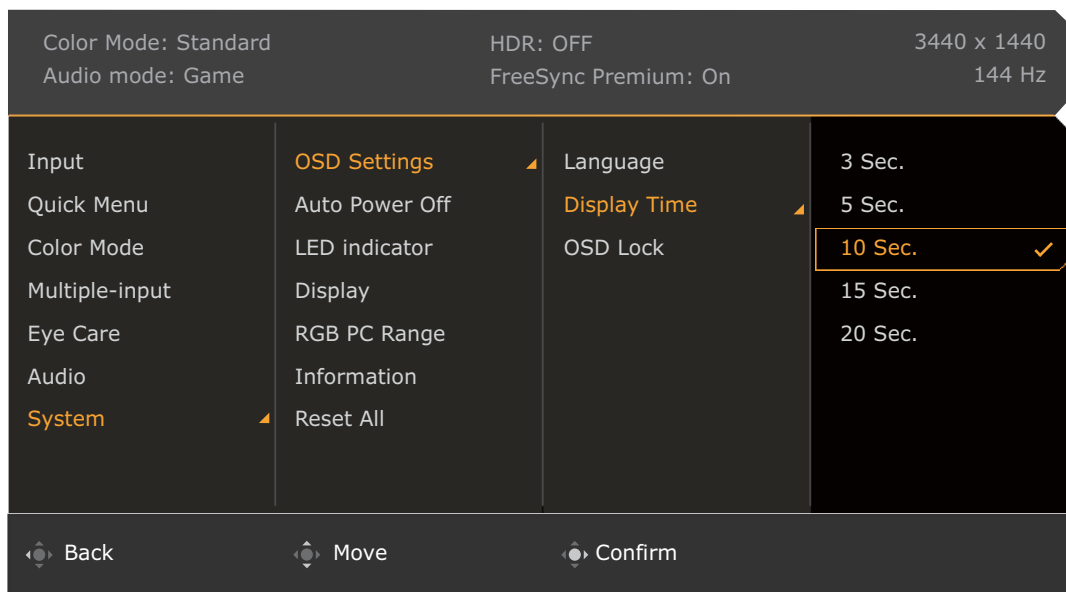 Color Mode: Standard
HDR: OFF
3440 x 1440
Audio mode: Game
FreeSync Premium: On
144 Hz
Input
Quick Menu
Color Mode
Multiple-input
Eye Care
Audio
System
OSD Settings
Auto Power Off
LED indicator
Display
RGB PC Range
Information
Reset All
Language
Display Time
OSD Lock
3 Sec.
5 Sec.
10 Sec.
15 Sec.
20 Sec.
Back
Move
Confirm